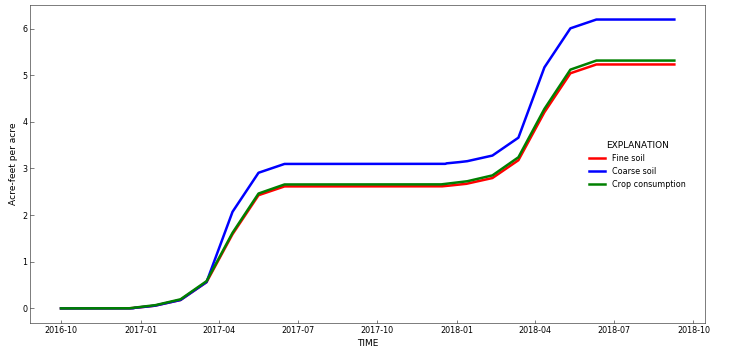 6
5
4
3
2
1
0
Acre-feet per acre
EXPLANATION
Fine soil
Coarse soil
Crop consumption
2016-10 2017-01 2017-04 2017-07 2017-10 2018-01 2018-04 2018-07 2018-10
TIME